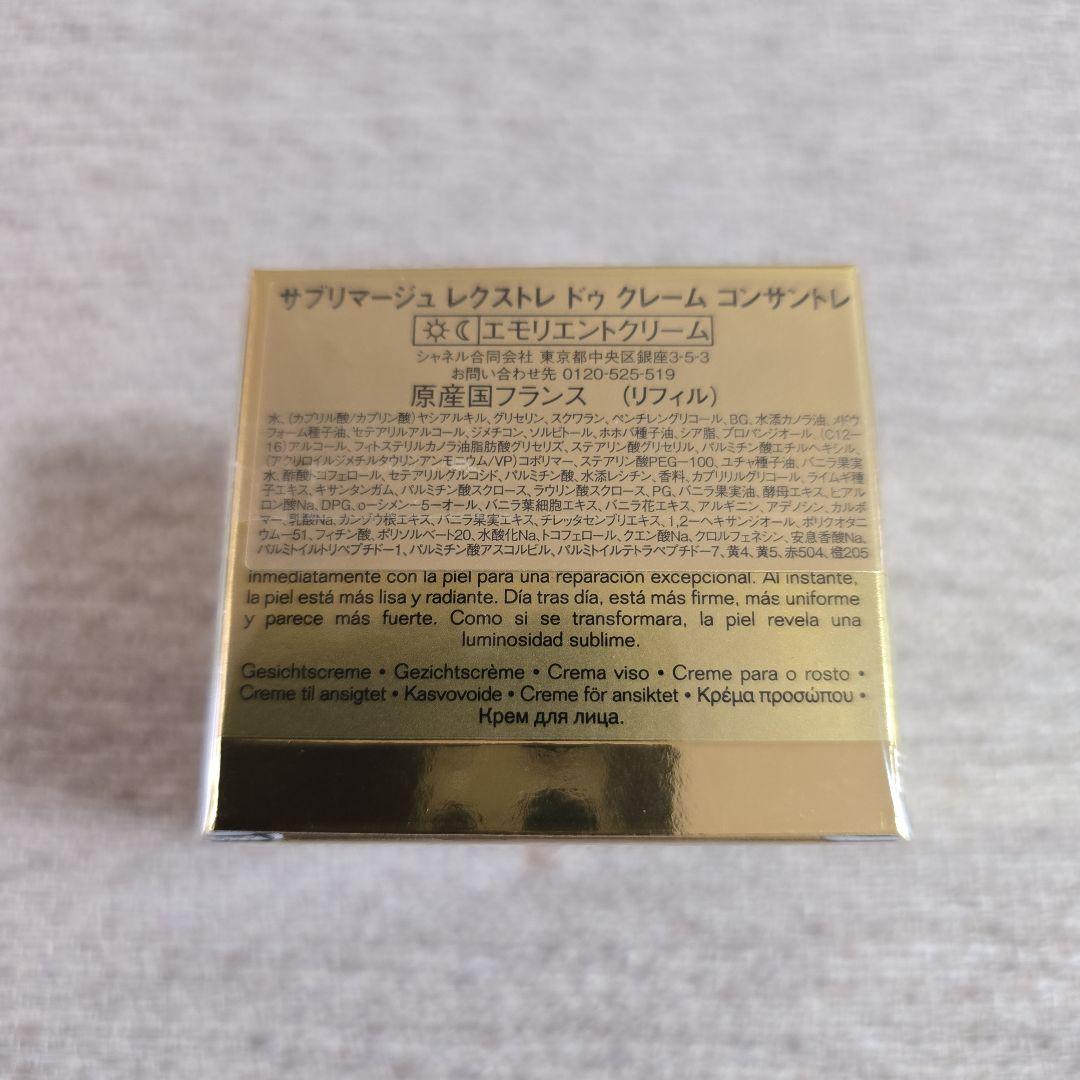 サブリマージュ レクストレ ドゥ クレーム コンサントレ
エモリエントクリーム
シャネル合同会社 東京都中央区銀座3-5-3
お問い合わせ先 0120-525-519
原産国フランス （リフィル）
水、(カプリル酸/カプリン酸)ヤシアルキル、グリセリン、スクワラン、ペンチレングリコール、BG、水添カノラ油、メドウ
フォーム種子油、セテアリルアルコール、ジメチコン、ソルビトール、ホホバ種子油、シア脂、プロパンジオール、(C12−
16)アルコール、フィトステリルカノラ油脂肪酸グリセリズ、ステアリン酸グリセリル、パルミチン酸エチルヘキシル、
(アクリロイルジメチルタウリンアンモニウム/VP)コポリマー、ステアリン酸PEG−100、ユチャ種子油、バニラ果実
水、酢酸トコフェロール、セテアリルグルコシド、パルミチン酸、水添レシチン、香料、カプリリルグリコール、ライムギ種
子エキス、キサンタンガム、パルミチン酸スクロース、ラウリン酸スクロース、PG、バニラ果実油、酵母エキス、ヒアル
ロン酸Na、DPG、o−シメン−5−オール、バニラ葉細胞エキス、バニラ花エキス、アルギニン、アデノシン、カルボ
マー、乳酸Na、カンゾウ根エキス、バニラ果実エキス、チレッタセンブリエキス、1,2−ヘキサンジオール、ポリクオタニ
ウム−51、フィチン酸、ポリソルベート20、水酸化Na、トコフェロール、クエン酸Na、クロルフェネシン、安息香酸Na、
パルミトイルトリペプチド−1、パルミチン酸アスコルビル、パルミトイルテトラペプチド−7、黄4、黄5、赤504、橙205
inmediatamente con la piel para una reparación excepcional. Al instante,
la piel está más lisa y radiante. Día tras día, está más firme, más uniforme
y parece más fuerte. Como si se transformara, la piel revela una
luminosidad sublime.
Gesichtscreme • Gezichtscrème • Crema viso • Creme para o rosto •
Creme til ansigtet • Kasvovoide • Creme för ansiktet • Κρέμα προσώπου •
Крем для лица.